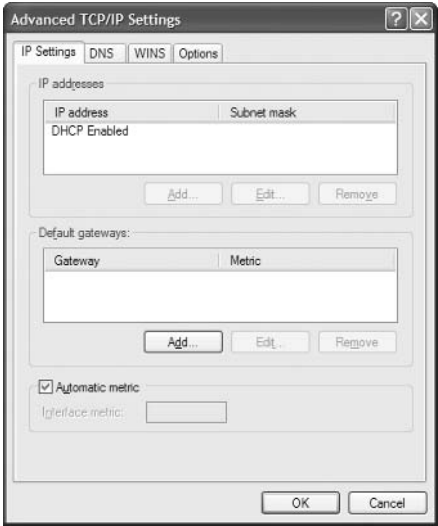 Advanced TCP/IP Settings
IP Settings DNS WINS Options
IP addresses
IP address Subnet mask
DHCP Enabled
Add... Edit... Remove
Default gateways:
Gateway Metric
Add... Edit... Remove
Automatic metric
Interface metric:
OK Cancel